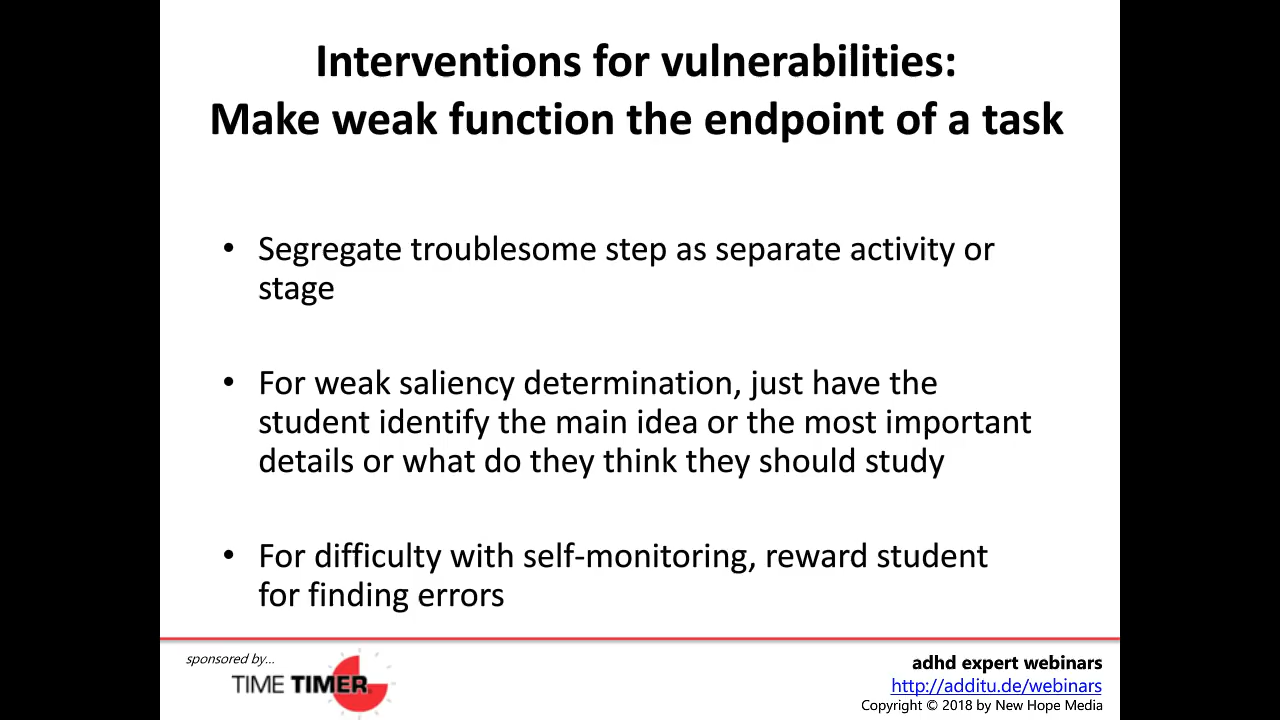 Interventions for vulnerabilities:
Make weak function the endpoint of a task
• Segregate troublesome step as separate activity or
stage
• For weak saliency determination, just have the
student identify the main idea or the most important
details or what do they think they should study
• For difficulty with self-monitoring, reward student
for finding errors
sponsored by...
TIME TIMER
adhd expert webinars
http://additu.de/webinars
Copyright © 2018 by New Hope Media